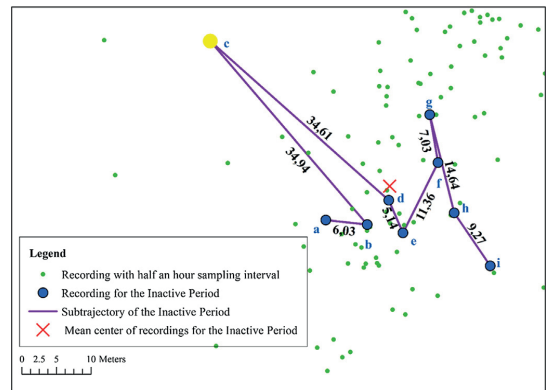 c
g
34,61
7,03
34,94
14,64
f
d
a
6,03
b
5,14
e
11,36
h
9,27
i
Legend
Recording with half an hour sampling interval
Recording for the Inactive Period
Subtrajectory of the Inactive Period
Mean center of recordings for the Inactive Period
0 2.5 5 10 Meters